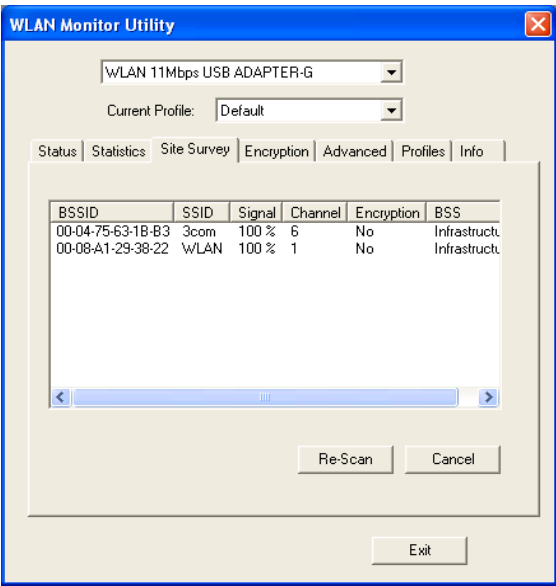 WLAN Monitor Utility
WLAN 11Mbps USB ADAPTER-G
Current Profile: Default
Status Statistics Site Survey Encryption Advanced Profiles Info
BSSID SSID Signal Channel Encryption BSS
00-04-75-63-1B-B3 3com 100 % 6 No Infrastructu
00-08-A1-29-38-22 WLAN 100 % 1 No Infrastructu
Re-Scan Cancel
Exit